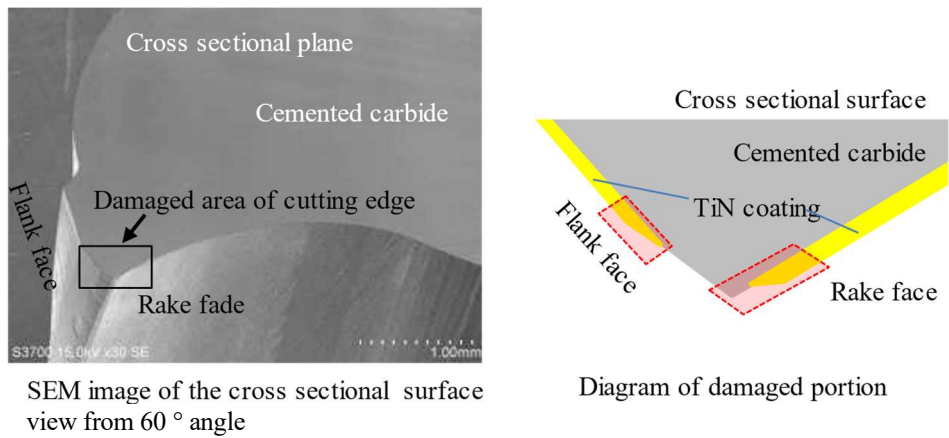 Cross sectional plane
Cemented carbide
Damaged area of cutting edge
Flank face
Rake fade
S3700 15.0kV x30 SE
1.00mm
SEM image of the cross sectional surface
view from 60 ° angle
Cross sectional surface
Cemented carbide
TiN coating
Flank face
Rake face
Diagram of damaged portion